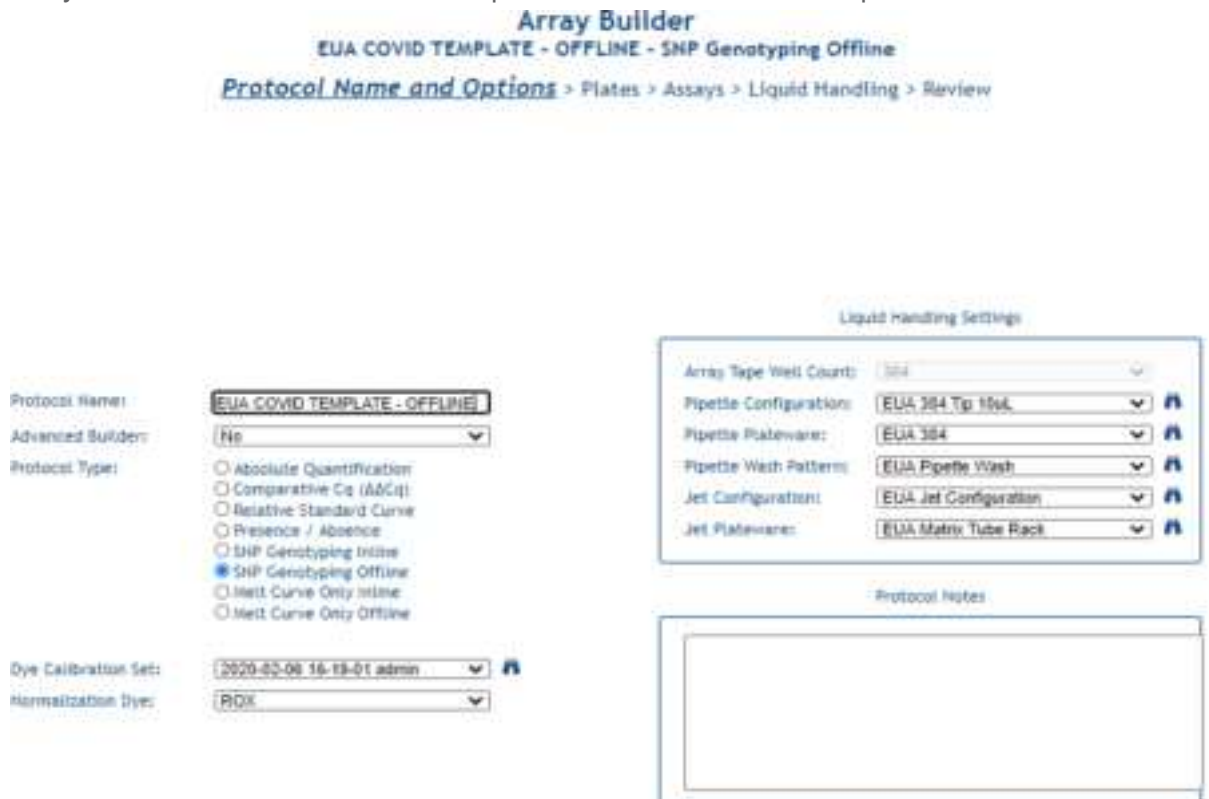 Array Builder
EUA COVID TEMPLATE - OFFLINE - SNP Genotyping Offline
Protocol Name and Options > Plates > Assays > Liquid Handling > Review
Liquid Handling Settings
Array Tape Well Count: 384
Pipette Configuration: EUA 384 Tip 10uL
Pipette Plateware: EUA 384
Pipette Wash Pattern: EUA Pipette Wash
Jet Configuration: EUA Jet Configuration
Jet Plateware: EUA Matrix Tube Rack
Protocol Name: EUA COVID TEMPLATE - OFFLINE
Advanced Builder: No
Protocol Type: Absolute Quantification
Comparative Cq (ΔΔCq)
Relative Standard Curve
Presence / Absence
SNP Genotyping Inline
SNP Genotyping Offline
Melt Curve Only Inline
Melt Curve Only Offline
Dye Calibration Set: 2020-02-06 16-19-01 admin
Normalization Dye: ROX
Protocol Notes